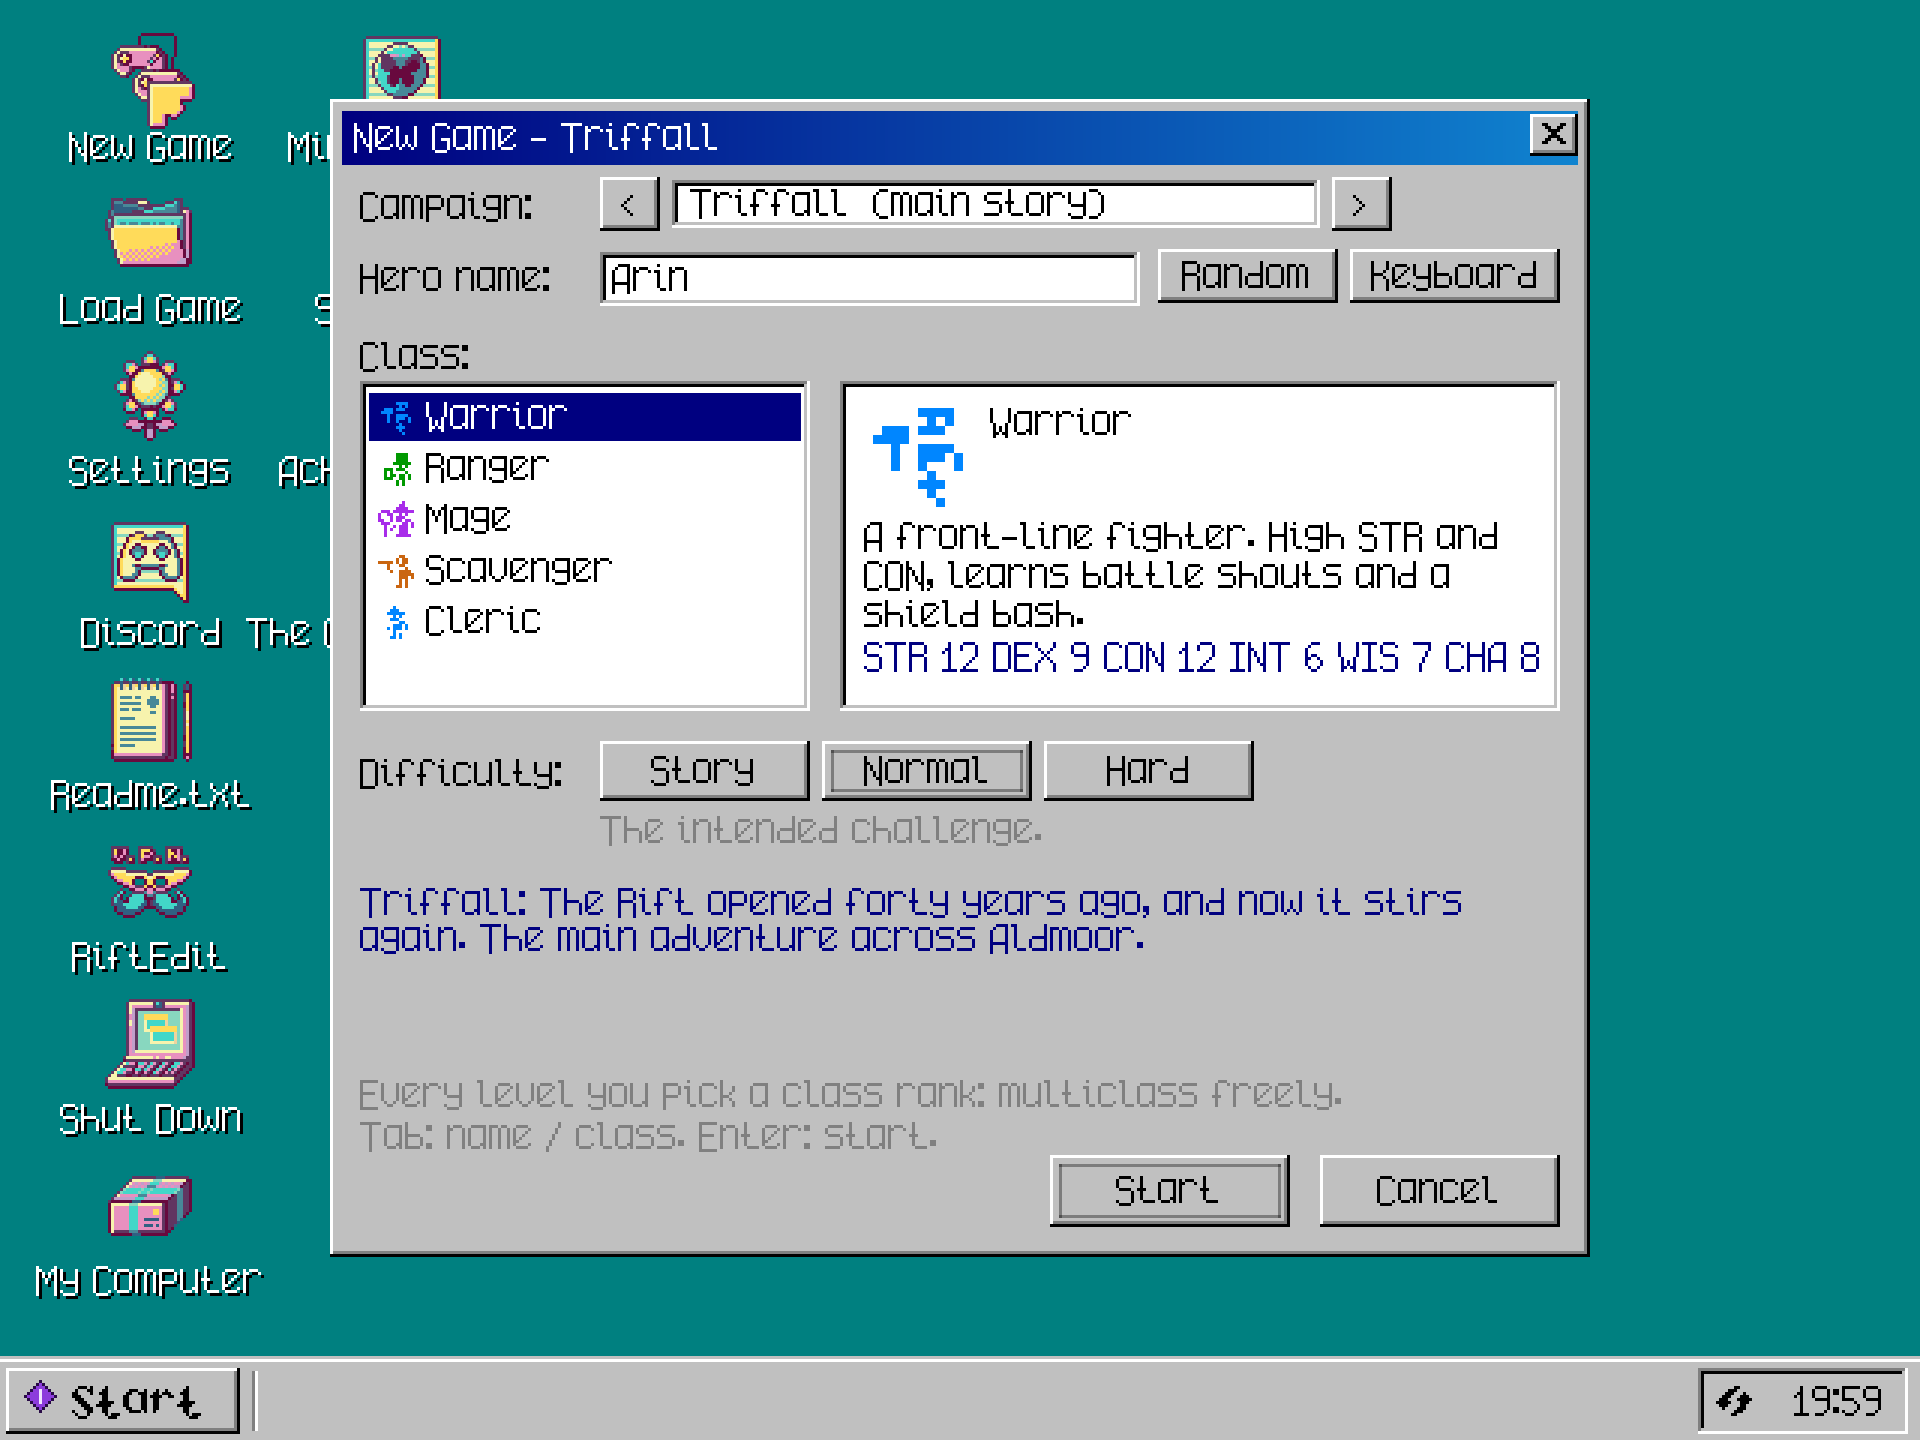 New Game
Load Game
Settings
Discord
The
Readme.txt
V.P.N.
RiftEdit
Shut Down
My Computer
New Game - Triffall
Campaign:
<
Triffall (main story)
>
Hero name:
Arin
Random
Keyboard
Class:
Warrior
Ranger
Mage
Scavenger
Cleric
Warrior
A front-line fighter. High STR and
CON, learns battle shouts and a
shield bash.
STR 12 DEX 9 CON 12 INT 6 WIS 7 CHA 8
Difficulty:
Story
Normal
Hard
The intended challenge.
Triffall: The Rift opened forty years ago, and now it stirs
again. The main adventure across Aldmoor.
Every level you pick a class rank: multiclass freely.
Tab: name / class. Enter: start.
Start
Cancel
Start
19:59